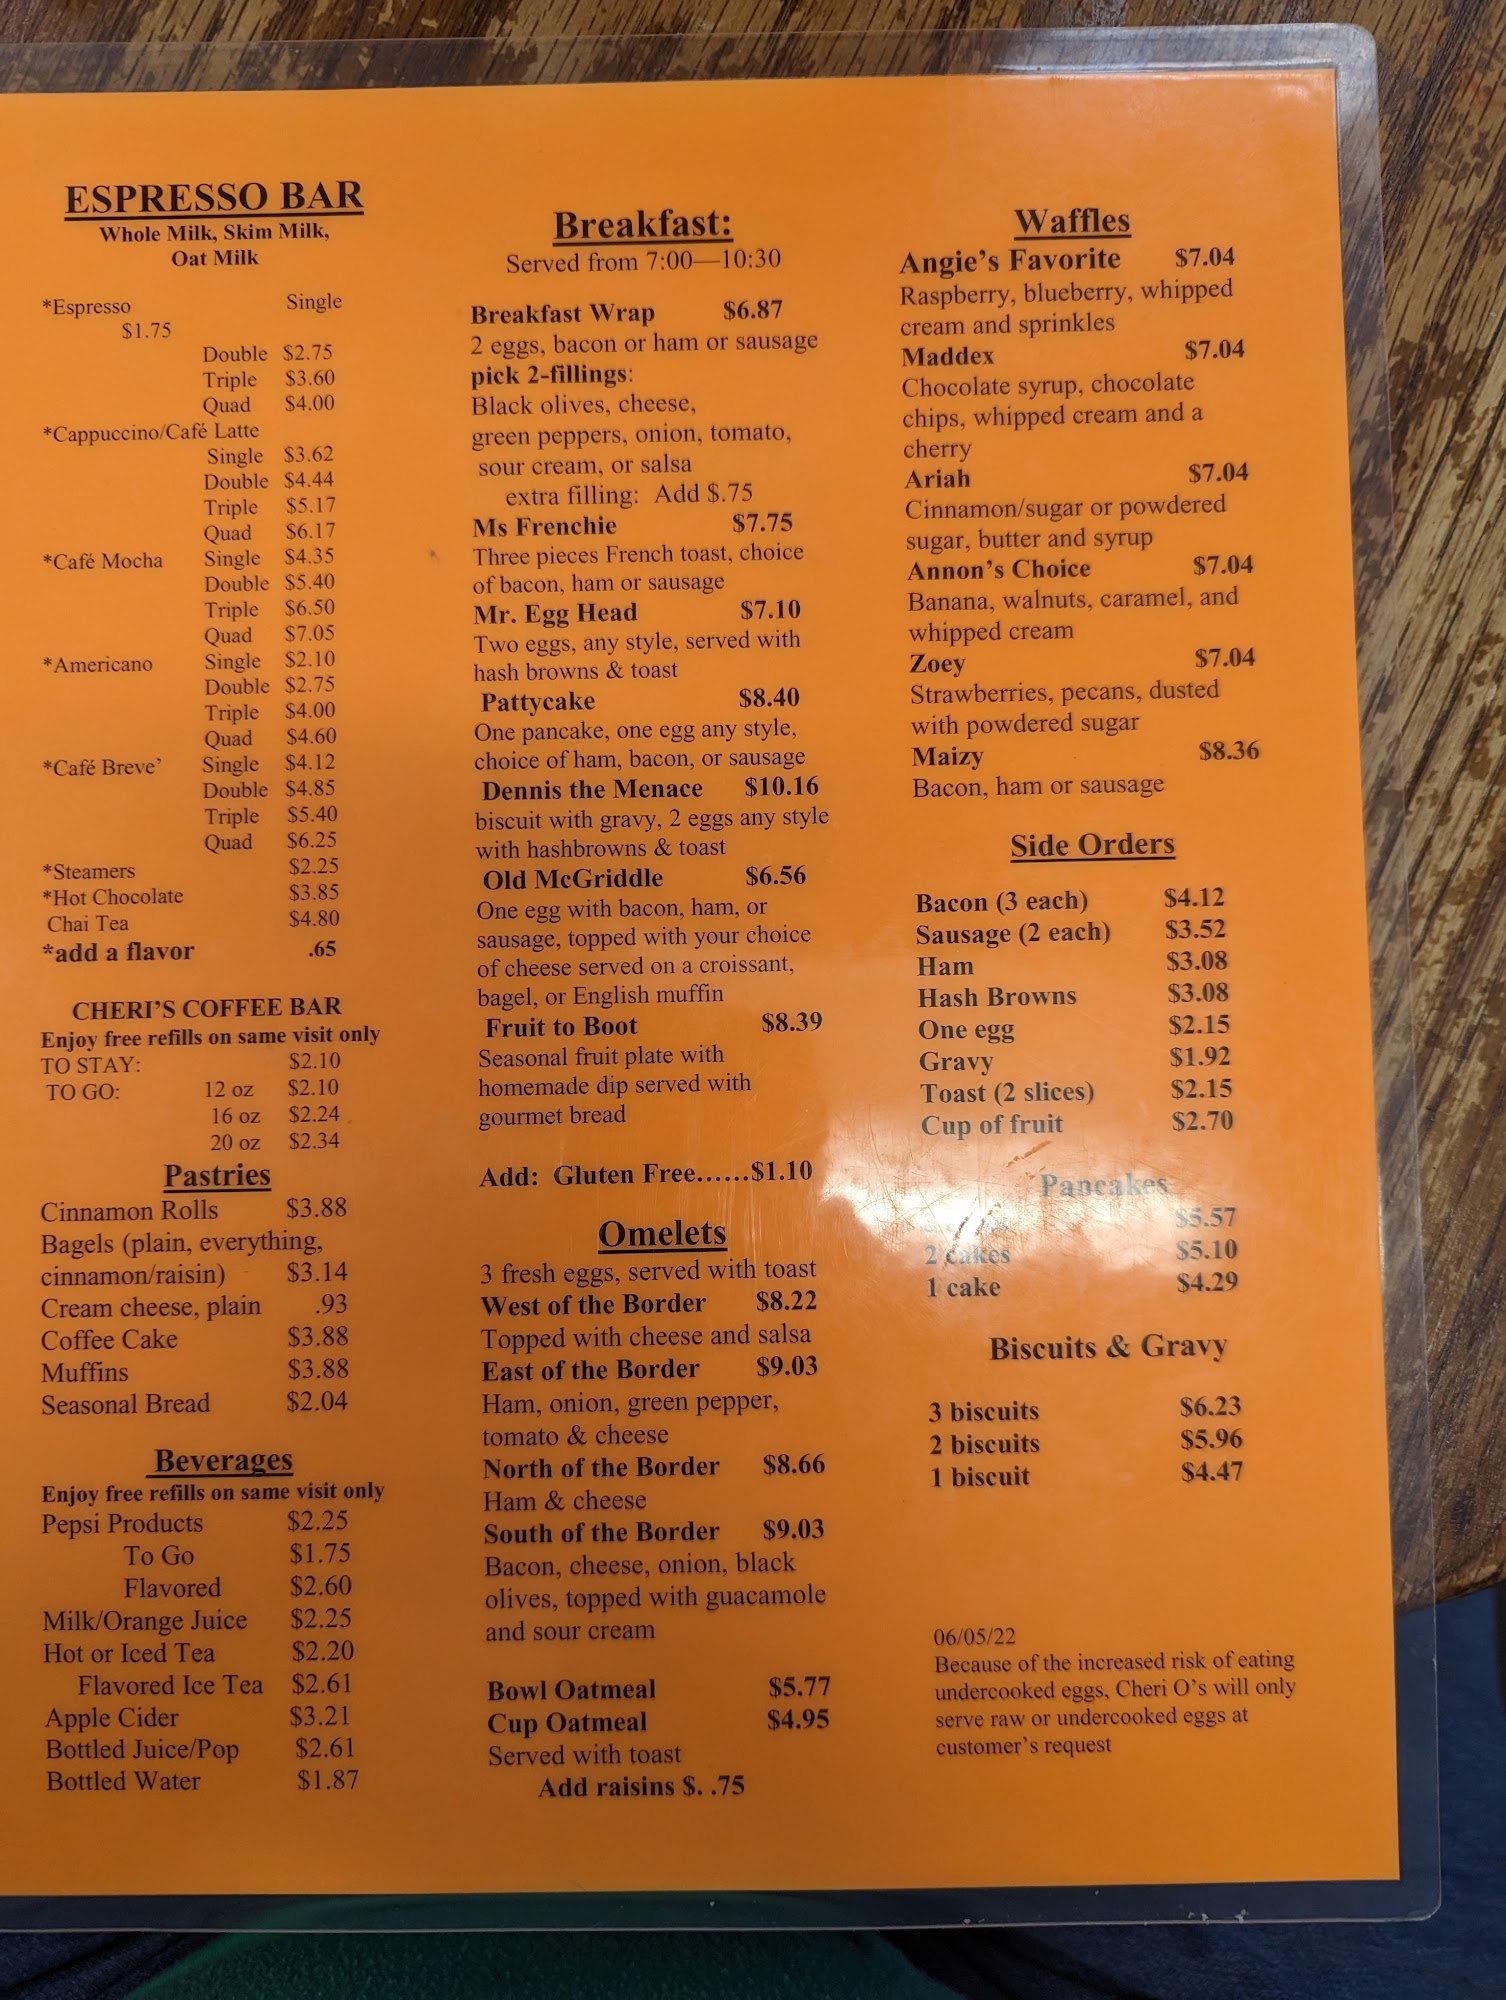 ESPRESSO BAR
Whole Milk, Skim Milk,
Oat Milk
*Espresso Single
$1.75
Double $2.75
Triple $3.60
Quad $4.00
*Cappuccino/Café Latte
Single $3.62
Double $4.44
Triple $5.17
Quad $6.17
*Café Mocha Single $4.35
Double $5.40
Triple $6.50
Quad $7.05
*Americano Single $2.10
Double $2.75
Triple $4.00
Quad $4.60
*Café Breve’ Single $4.12
Double $4.85
Triple $5.40
Quad $6.25
*Steamers $2.25
*Hot Chocolate $3.85
Chai Tea $4.80
*add a flavor .65
CHERI’S COFFEE BAR
Enjoy free refills on same visit only
TO STAY: $2.10
TO GO: 12 oz $2.10
16 oz $2.24
20 oz $2.34
Pastries
Cinnamon Rolls $3.88
Bagels (plain, everything,
cinnamon/raisin) $3.14
Cream cheese, plain .93
Coffee Cake $3.88
Muffins $3.88
Seasonal Bread $2.04
Beverages
Enjoy free refills on same visit only
Pepsi Products $2.25
To Go $1.75
Flavored $2.60
Milk/Orange Juice $2.25
Hot or Iced Tea $2.20
Flavored Ice Tea $2.61
Apple Cider $3.21
Bottled Juice/Pop $2.61
Bottled Water $1.87
Breakfast:
Served from 7:00—10:30
Breakfast Wrap $6.87
2 eggs, bacon or ham or sausage
pick 2-fillings:
Black olives, cheese,
green peppers, onion, tomato,
sour cream, or salsa
extra filling: Add $.75
Ms Frenchie $7.75
Three pieces French toast, choice
of bacon, ham or sausage
Mr. Egg Head $7.10
Two eggs, any style, served with
hash browns & toast
Pattycake $8.40
One pancake, one egg any style,
choice of ham, bacon, or sausage
Dennis the Menace $10.16
biscuit with gravy, 2 eggs any style
with hashbrowns & toast
Old McGriddle $6.56
One egg with bacon, ham, or
sausage, topped with your choice
of cheese served on a croissant,
bagel, or English muffin
Fruit to Boot $8.39
Seasonal fruit plate with
homemade dip served with
gourmet bread
Add: Gluten Free......$1.10
Omelets
3 fresh eggs, served with toast
West of the Border $8.22
Topped with cheese and salsa
East of the Border $9.03
Ham, onion, green pepper,
tomato & cheese
North of the Border $8.66
Ham & cheese
South of the Border $9.03
Bacon, cheese, onion, black
olives, topped with guacamole
and sour cream
Bowl Oatmeal $5.77
Cup Oatmeal $4.95
Served with toast
Add raisins $. .75
Waffles
Angie’s Favorite $7.04
Raspberry, blueberry, whipped
cream and sprinkles
Maddex $7.04
Chocolate syrup, chocolate
chips, whipped cream and a
cherry
Ariah $7.04
Cinnamon/sugar or powdered
sugar, butter and syrup
Annon’s Choice $7.04
Banana, walnuts, caramel, and
whipped cream
Zoey $7.04
Strawberries, pecans, dusted
with powdered sugar
Maizy $8.36
Bacon, ham or sausage
Side Orders
Bacon (3 each) $4.12
Sausage (2 each) $3.52
Ham $3.08
Hash Browns $3.08
One egg $2.15
Gravy $1.92
Toast (2 slices) $2.15
Cup of fruit $2.70
Pancakes
$5.57
2 cakes $5.10
1 cake $4.29
Biscuits & Gravy
3 biscuits $6.23
2 biscuits $5.96
1 biscuit $4.47
06/05/22
Because of the increased risk of eating
undercooked eggs, Cheri O’s will only
serve raw or undercooked eggs at
customer’s request